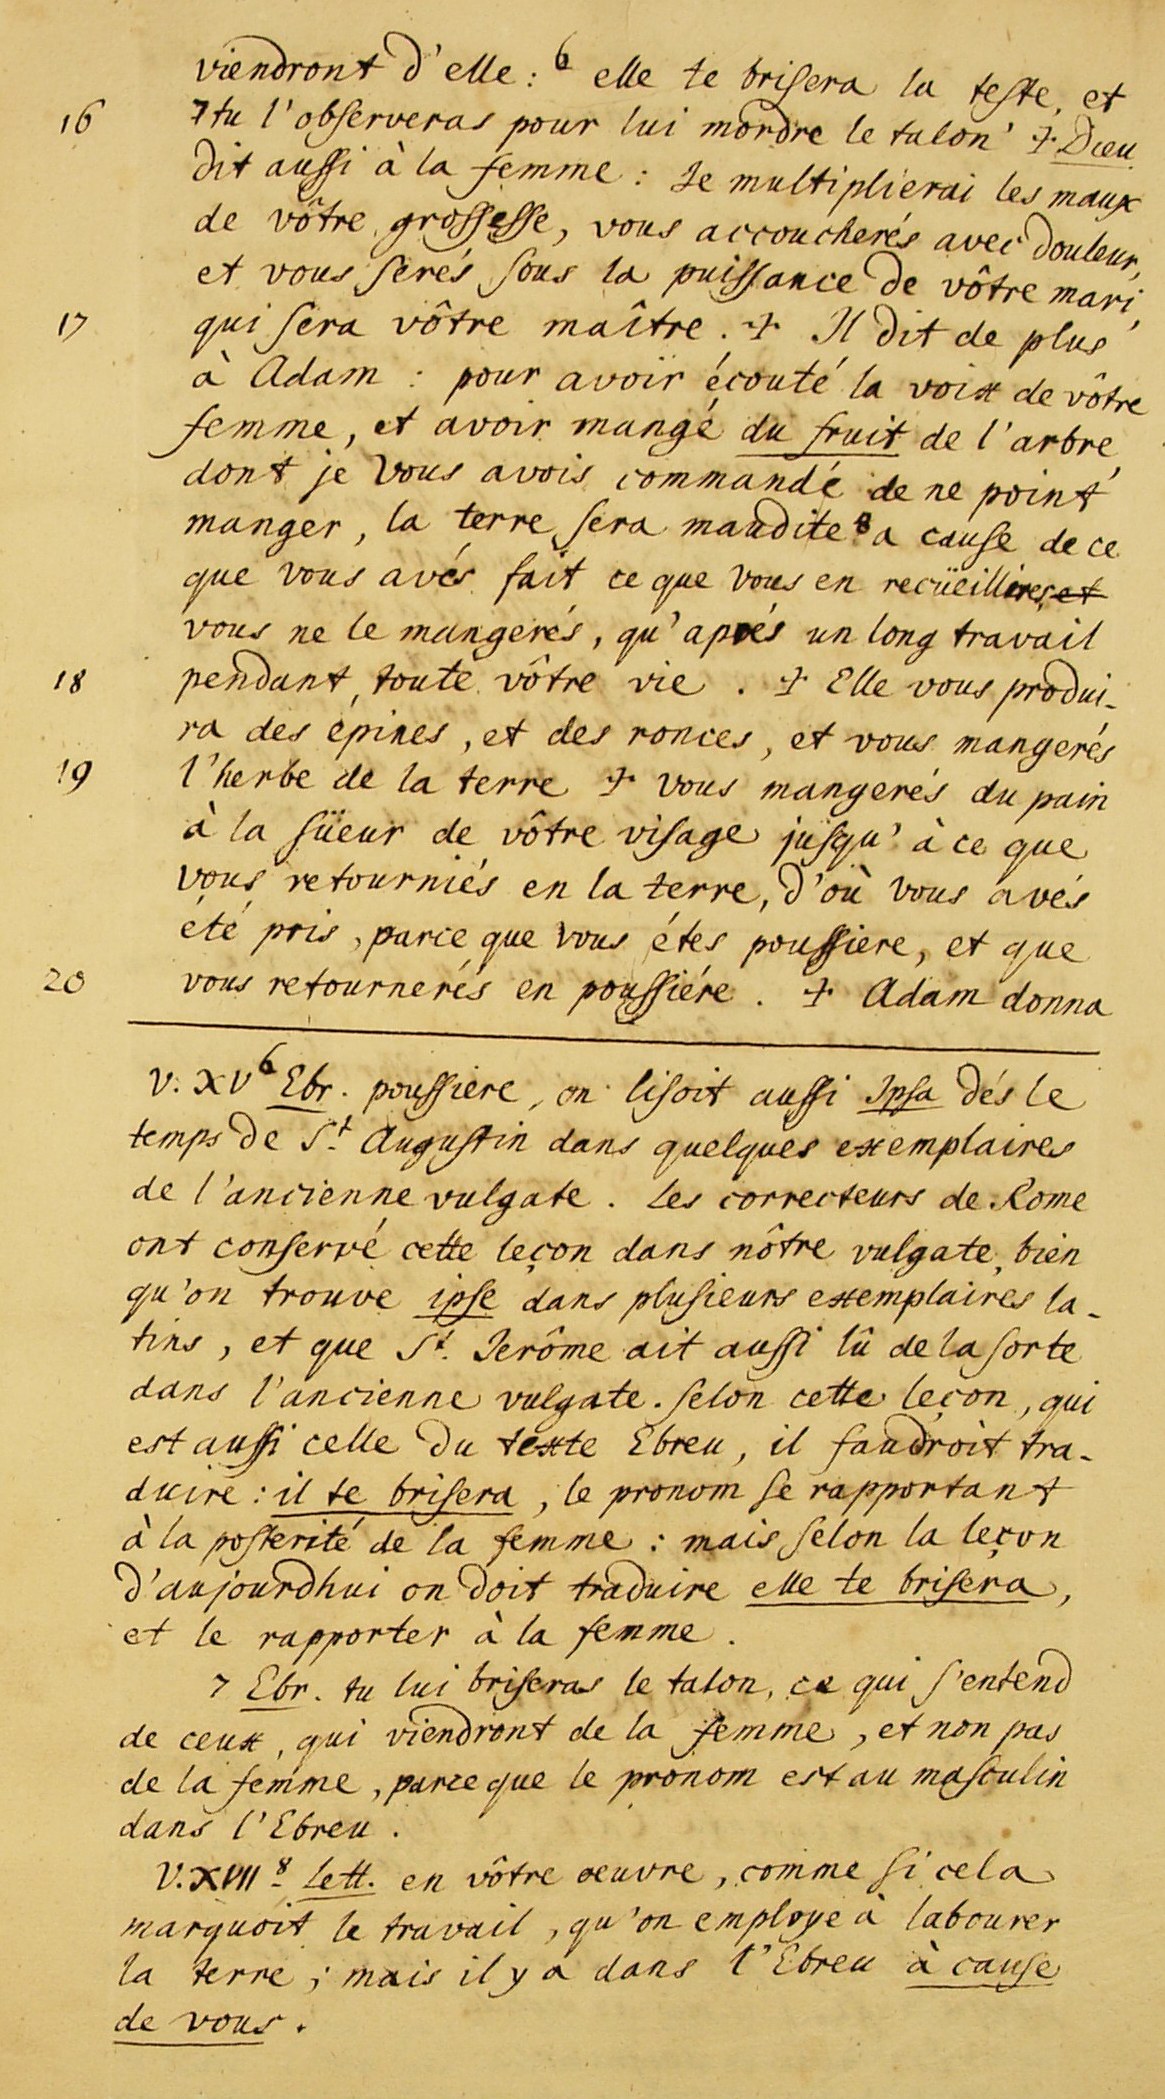 viendront d'elle : 6 elle te brisera la teste, et
16 7 tu l'observeras pour lui mordre le talon' ✢ Dieu
dit aussi à la femme : Je multiplierai les maux
de vôtre grossesse, vous accoucherés avec douleur,
et vous serés sous la puissance de vôtre mari,
17 qui sera vôtre maître . ✢ Il dit de plus
à Adam : pour avoir écouté la voix de vôtre
femme, et avoir mangé du fruit de l'arbre,
dont je vous avois commandé de ne point
manger, la terre sera maudite 8 a cause de ce
que vous avés fait ce que vous en recüeillires, et
vous ne le mangerés, qu'aprés un long travail
18 pendant toute vôtre vie . ✢ Elle vous produi-
ra des épines, et des ronces, et vous mangerés
19 l'herbe de la terre ✢ vous mangerés du pain
à la süeur de vôtre visage jusqu'à ce que
vous retourniés en la terre, d'où vous avés
été pris, parce que vous étes poussiere, et que
20 vous retournerés en poussiére . ✢ Adam donna
V. XV 6 Ebr. poussiere, on lisoit aussi Ipsa dés le
temps de St. Augustin dans quelques exemplaires
de l'ancienne vulgate . Les correcteurs de Rome
ont conservé cette leçon dans nôtre vulgate, bien
qu'on trouve ipse dans plusieurs exemplaires la-
tins, et que St. Jerôme ait aussi lû de la sorte
dans l'ancienne vulgate. Selon cette leçon, qui
est aussi celle du texte Ebreu, il faudroit tra-
duire : il te brisera, le pronom se rapportant
à la posterité de la femme : mais selon la leçon
d'aujourdhui on doit traduire elle te brisera,
et le rapporter à la femme .
7 Ebr. tu lui briseras le talon, ce qui s'entend
de ceux, qui viendront de la femme, et non pas
de la femme, parce que le pronom est au masculin
dans l'Ebreu .
V. XVII 8 Lett. en vôtre oeuvre, comme si cela
marquoit le travail, qu'on employe à labourer
la terre ; mais il y a dans l'Ebreu à cause
de vous .